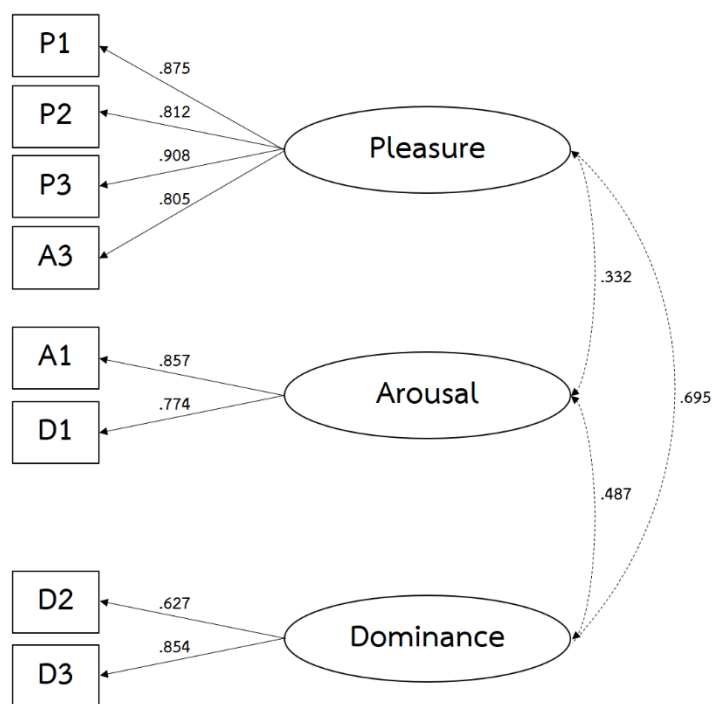 P1
.875
P2
.812
Pleasure
P3
.908
A3
.805
.332
A1
.857
Arousal
D1
.774
.695
.487
D2
.627
Dominance
D3
.854